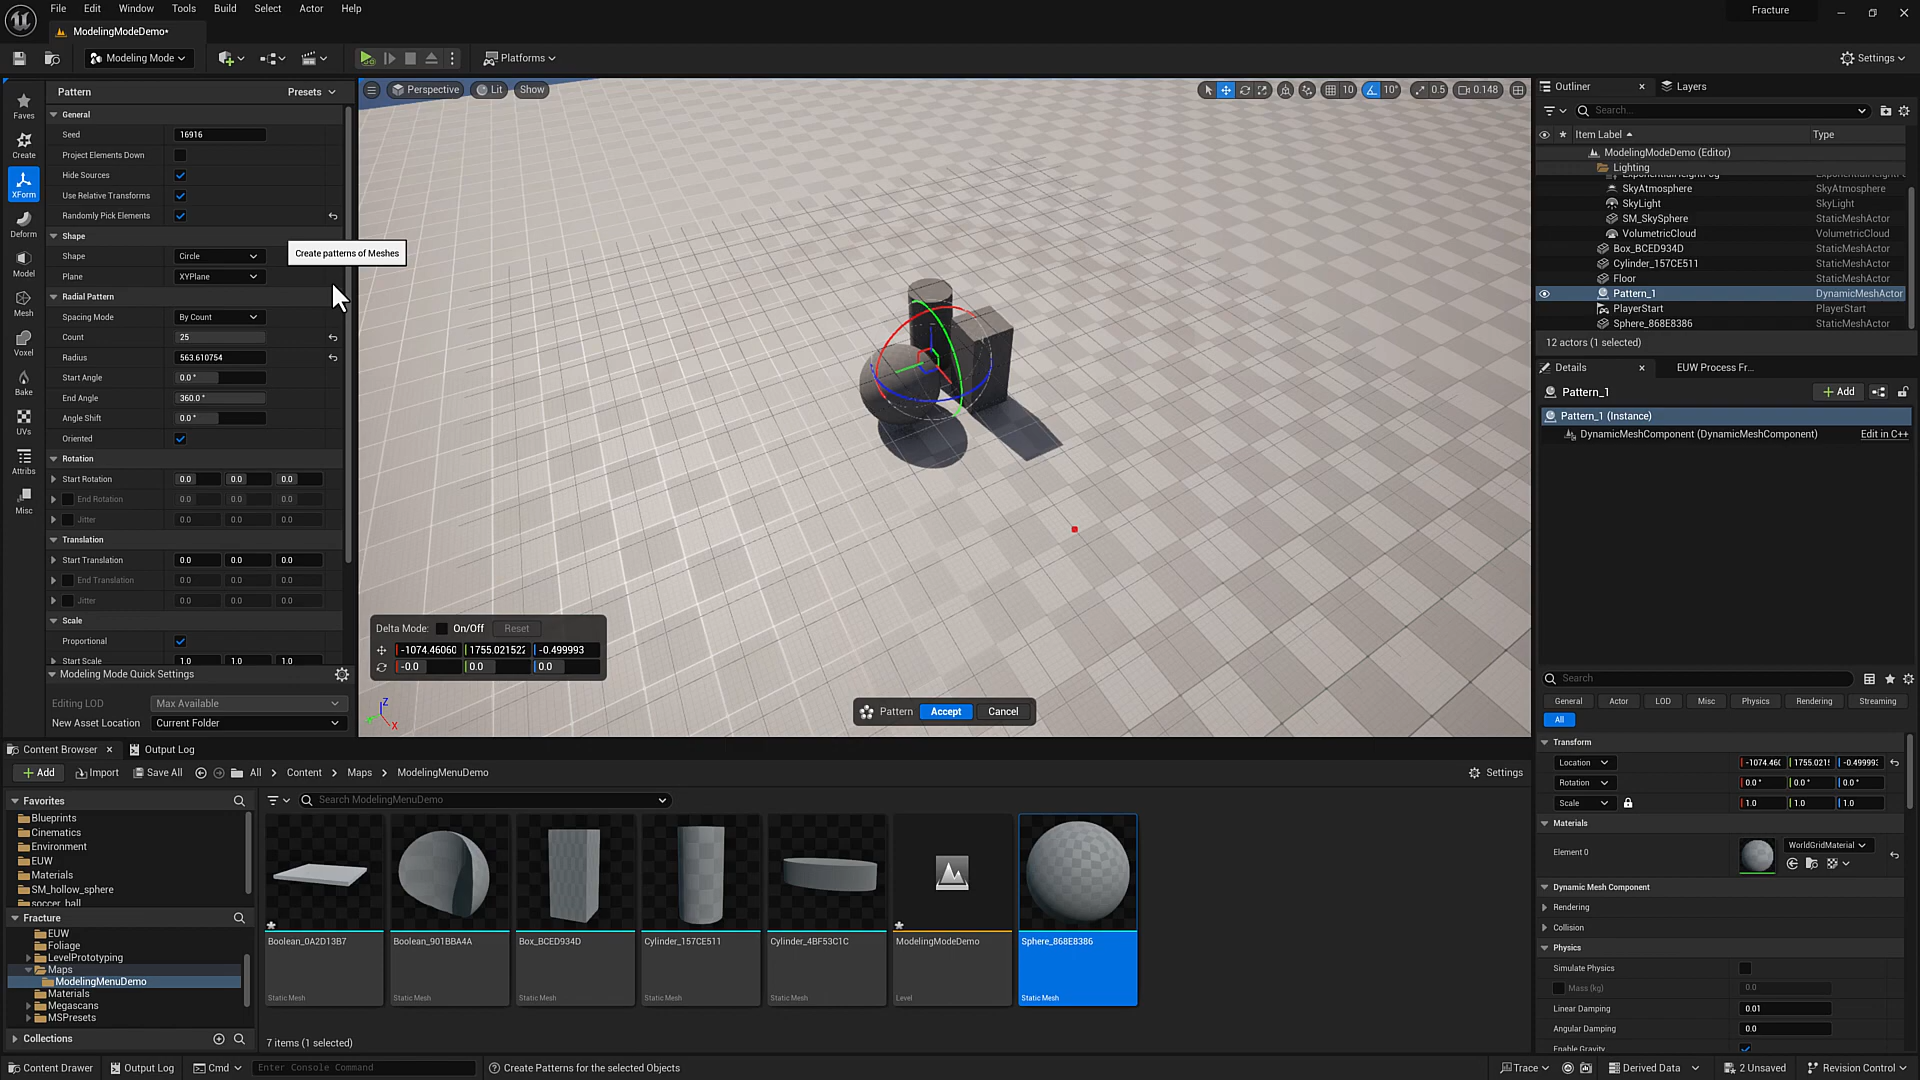 File Edit Window Tools Build Select Actor Help
Fracture
ModelingModeDemo*
Modeling Mode
Platforms
Settings
Pattern
Presets
Perspective
Lit
Show
10
10°
0.5
0.148
Outliner
Layers
Faves
Create
XForm
Deform
Model
Mesh
Voxel
Bake
UVs
Attribs
Misc
General
Seed 16916
Project Elements Down
Hide Sources
Use Relative Transforms
Randomly Pick Elements
Shape
Shape Circle
Plane XYPlane
Create patterns of Meshes
Radial Pattern
Spacing Mode By Count
Count 25
Radius 563.610754
Start Angle 0.0 °
End Angle 360.0 °
Angle Shift 0.0 °
Oriented
Rotation
Start Rotation 0.0 0.0 0.0
End Rotation 0.0 0.0 0.0
Jitter 0.0 0.0 0.0
Translation
Start Translation 0.0 0.0 0.0
End Translation 0.0 0.0 0.0
Jitter 0.0 0.0 0.0
Scale
Proportional
Start Scale 1.0 1.0 1.0
Modeling Mode Quick Settings
Editing LOD Max Available
New Asset Location Current Folder
Delta Mode: On/Off Reset
-1074.46060 1755.021522 -0.499993
-0.0 0.0 0.0
Z
X
Pattern Accept Cancel
Search...
Item Label Type
ModelingModeDemo (Editor)
Lighting
SkyAtmosphere SkyAtmosphere
SkyLight SkyLight
SM_SkySphere StaticMeshActor
VolumetricCloud VolumetricCloud
Box_BCED934D StaticMeshActor
Cylinder_157CE511 StaticMeshActor
Floor StaticMeshActor
Pattern_1 DynamicMeshActor
PlayerStart PlayerStart
Sphere_868E8386 StaticMeshActor
12 actors (1 selected)
Details
EUW Process Fr...
Pattern_1
Add
Pattern_1 (Instance)
DynamicMeshComponent (DynamicMeshComponent) Edit in C++
Search
General Actor LOD Misc Physics Rendering Streaming
All
Transform
Location -1074.46( 1755.021! -0.49999:
Rotation 0.0 ° 0.0 ° 0.0 °
Scale 1.0 1.0 1.0
Materials
Element 0
WorldGridMaterial
Dynamic Mesh Component
Rendering
Collision
Physics
Simulate Physics
Mass (kg) 0.0
Linear Damping 0.01
Angular Damping 0.0
Enable Gravity
Content Browser
Output Log
Add Import Save All All Content Maps ModelingMenuDemo
Settings
Favorites
Blueprints
Cinematics
Environment
EUW
Materials
SM_hollow_sphere
soccer_ball
Fracture
EUW
Foliage
LevelPrototyping
Maps
ModelingMenuDemo
Materials
Megascans
MSPresets
Collections
Search ModelingMenuDemo
Boolean_0A2D13B7
Static Mesh
Boolean_901BBA4A
Static Mesh
Box_BCED934D
Static Mesh
Cylinder_157CE511
Static Mesh
Cylinder_4BF53C1C
Static Mesh
ModelingModeDemo
Level
Sphere_868E8386
Static Mesh
7 items (1 selected)
Content Drawer Output Log Cmd Enter Console Command Create Patterns for the selected Objects
Trace Derived Data 2 Unsaved Revision Control